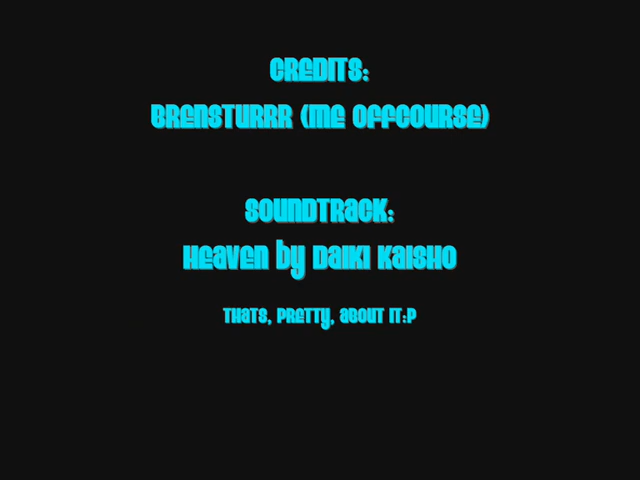 CREDITS:
BRENSTURRR (ME OFFCOURSE)
SOUNDTRACK:
HEAVEN by DAIKI KAISHO
THATS, PRETTY, ABOUT IT:P